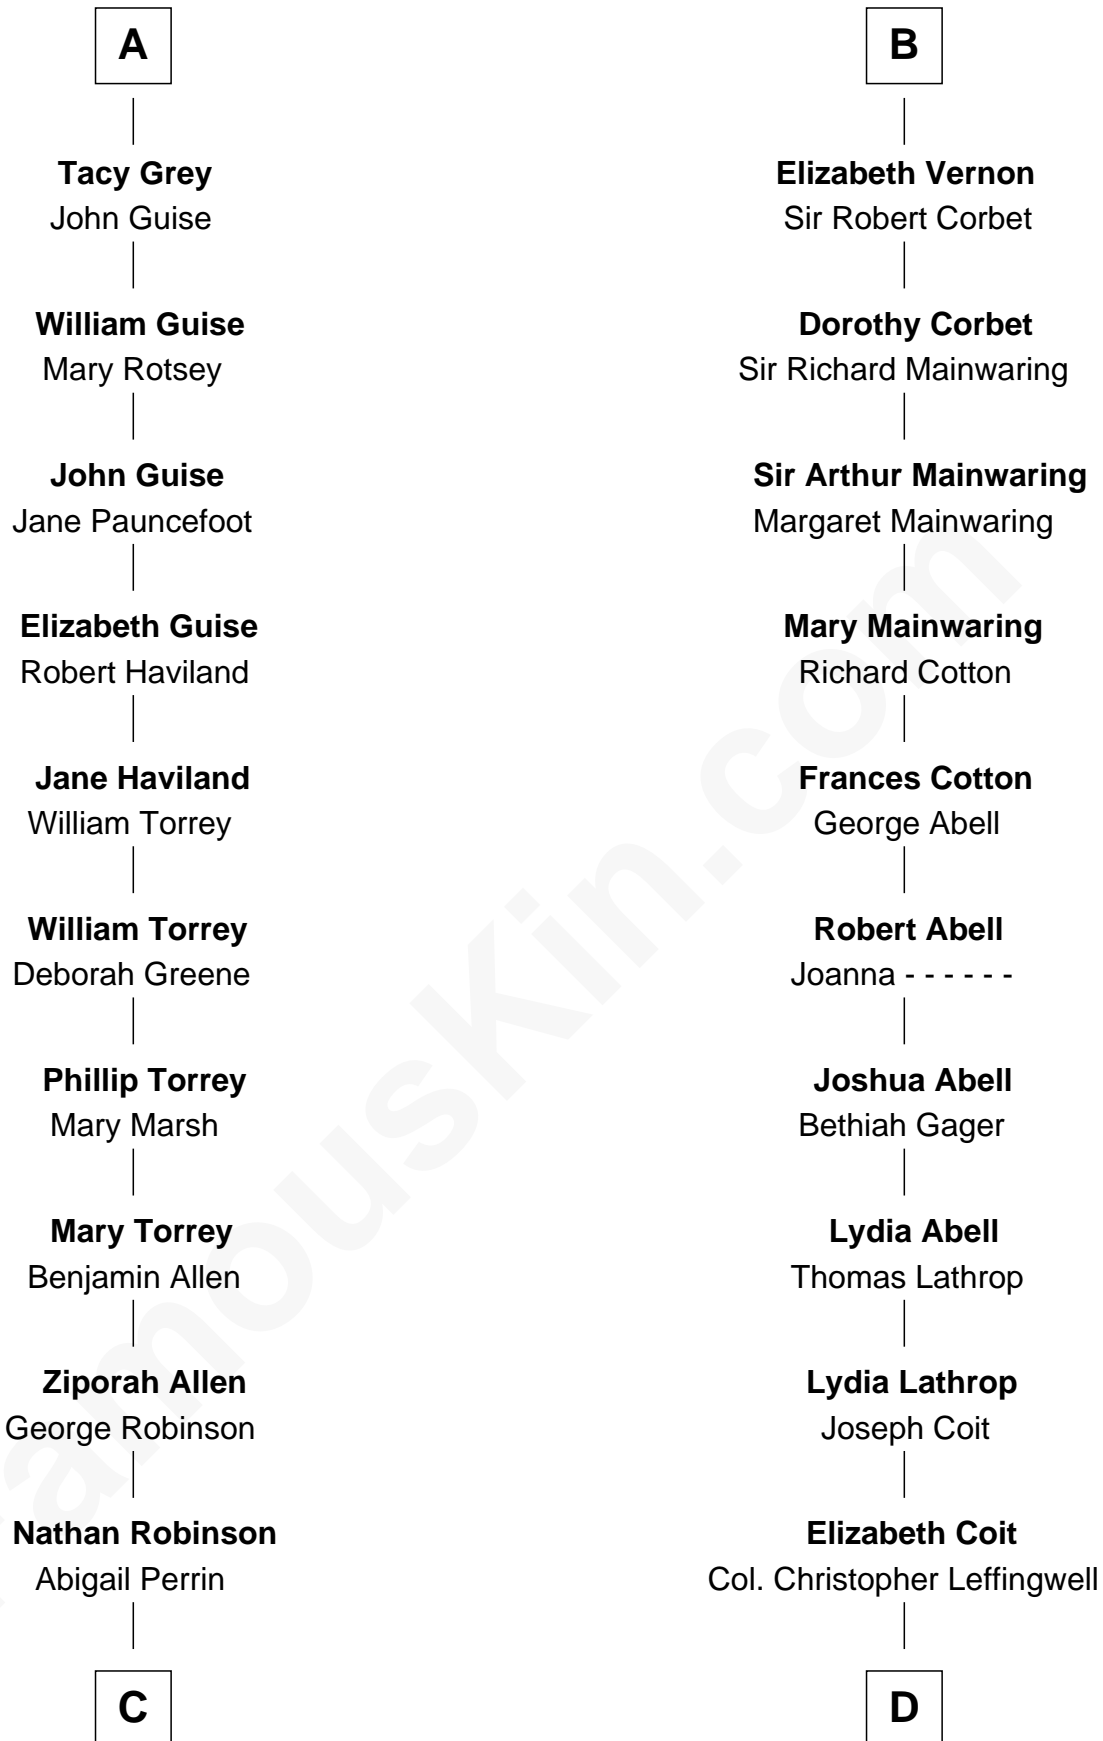 A
Tacy Grey
John Guise
William Guise
Mary Rotsey
John Guise
Jane Pauncefoot
Elizabeth Guise
Robert Haviland
Jane Haviland
William Torrey
William Torrey
Deborah Greene
Phillip Torrey
Mary Marsh
Mary Torrey
Benjamin Allen
Ziporah Allen
George Robinson
Nathan Robinson
Abigail Perrin
C
B
Elizabeth Vernon
Sir Robert Corbet
Dorothy Corbet
Sir Richard Mainwaring
Sir Arthur Mainwaring
Margaret Mainwaring
Mary Mainwaring
Richard Cotton
Frances Cotton
George Abell
Robert Abell
Joanna - - - - - -
Joshua Abell
Bethiah Gager
Lydia Abell
Thomas Lathrop
Lydia Lathrop
Joseph Coit
Elizabeth Coit
Col. Christopher Leffingwell
D
FamousKin.com